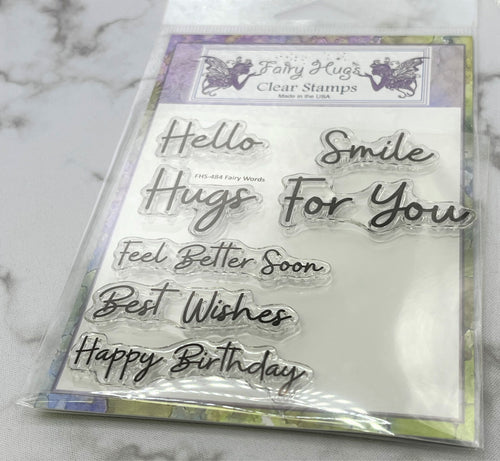 Fairy Hugs
Clear Stamps
Made in the USA
Hello
Smile
FHS-484 Fairy Words
Hugs
For You
Feel Better Soon
Best Wishes
Happy Birthday